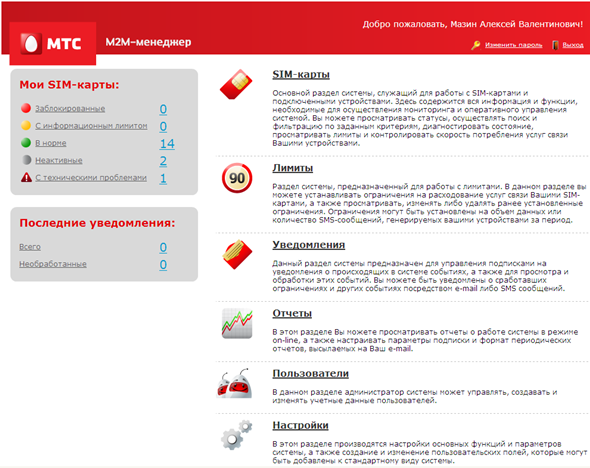 Добро пожаловать, Мазин Алексей Валентинович!
МТС
М2М-менеджер
Изменить пароль
Выход
Мои SIM-карты:
Заблокированные 0
С информационным лимитом 0
В норме 14
Неактивные 2
С техническими проблемами 1
Последние уведомления:
Всего 0
Необработанные 0
SIM-карты
Основной раздел системы, служащий для работы с SIM-картами и
подключенными устройствами. Здесь содержится вся информация и функции,
необходимые для осуществления мониторинга и оперативного управления
системой. Вы можете просматривать статусы, осуществлять поиск и
фильтрацию по заданным критериям, диагностировать состояние,
просматривать лимиты и контролировать скорость потребления услуг связи
Вашими устройствами.
90
Лимиты
Раздел системы, предназначенный для работы с лимитами. В данном разделе вы
можете устанавливать ограничения на расходование услуг связи Вашими SIM-
картами, а также просматривать, изменять либо удалять ранее установленные
ограничения. Ограничения могут быть установлены на объем данных или
количество SMS-сообщений, генерируемых вашими устройствами за период.
Уведомления
Данный раздел системы предназначен для управления подписками на
уведомления о происходящих в системе событиях, а также для просмотра и
обработки этих событий. Вы можете быть уведомлены о сработавших
ограничениях и других событиях посредством e-mail либо SMS сообщений.
Отчеты
В этом разделе Вы можете просматривать отчеты о работе системы в режиме
on-line, а также настраивать параметры подписки и формат периодических
отчетов, высылаемых на Ваш e-mail.
Пользователи
В данном разделе администратор системы может управлять, создавать и
изменять учетные данные пользователей.
Настройки
В этом разделе производятся настройки основных функций и параметров
системы, а также создание и изменение пользовательских полей, которые могут
быть добавлены к стандартному виду системы.